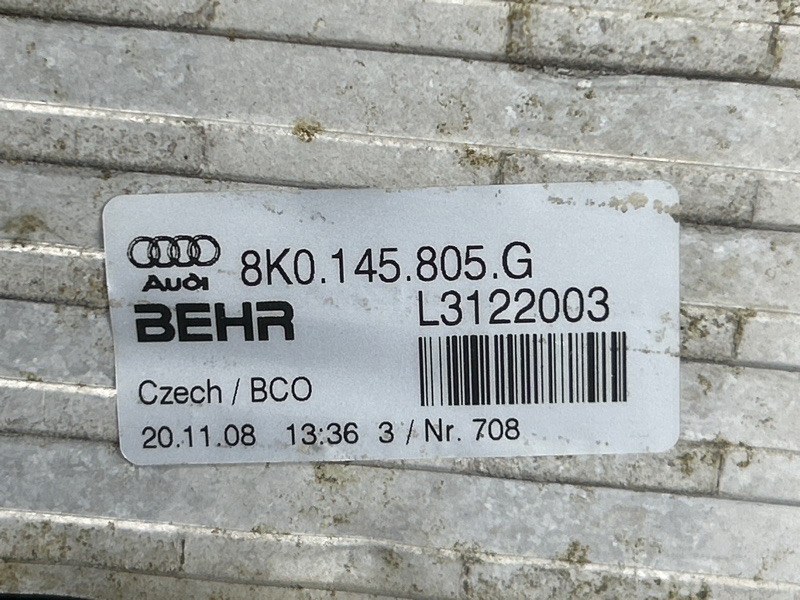 Audi 8K0.145.805.G
BEHR L3122003
Czech / BCO
20.11.08 13:36 3 / Nr. 708